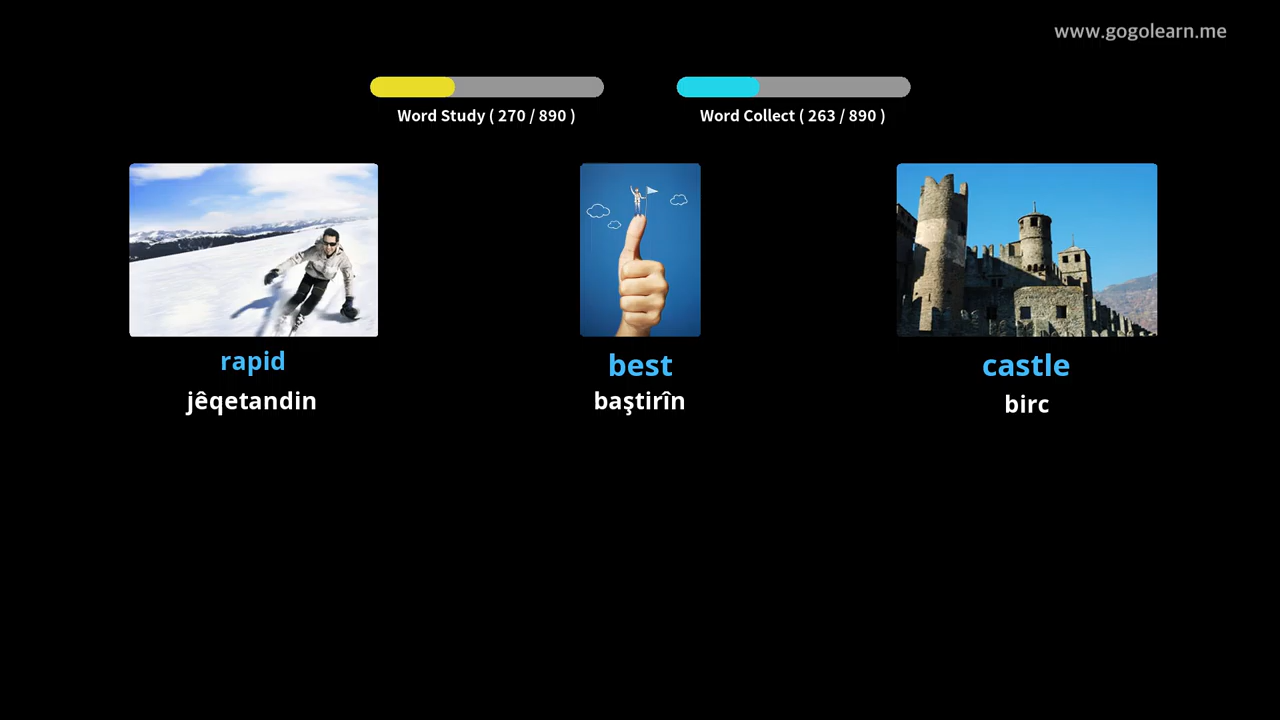 www.gogolearn.me
Word Study ( 270 / 890 )
Word Collect ( 263 / 890 )
rapid
jêqetandin
best
baştirîn
castle
birc